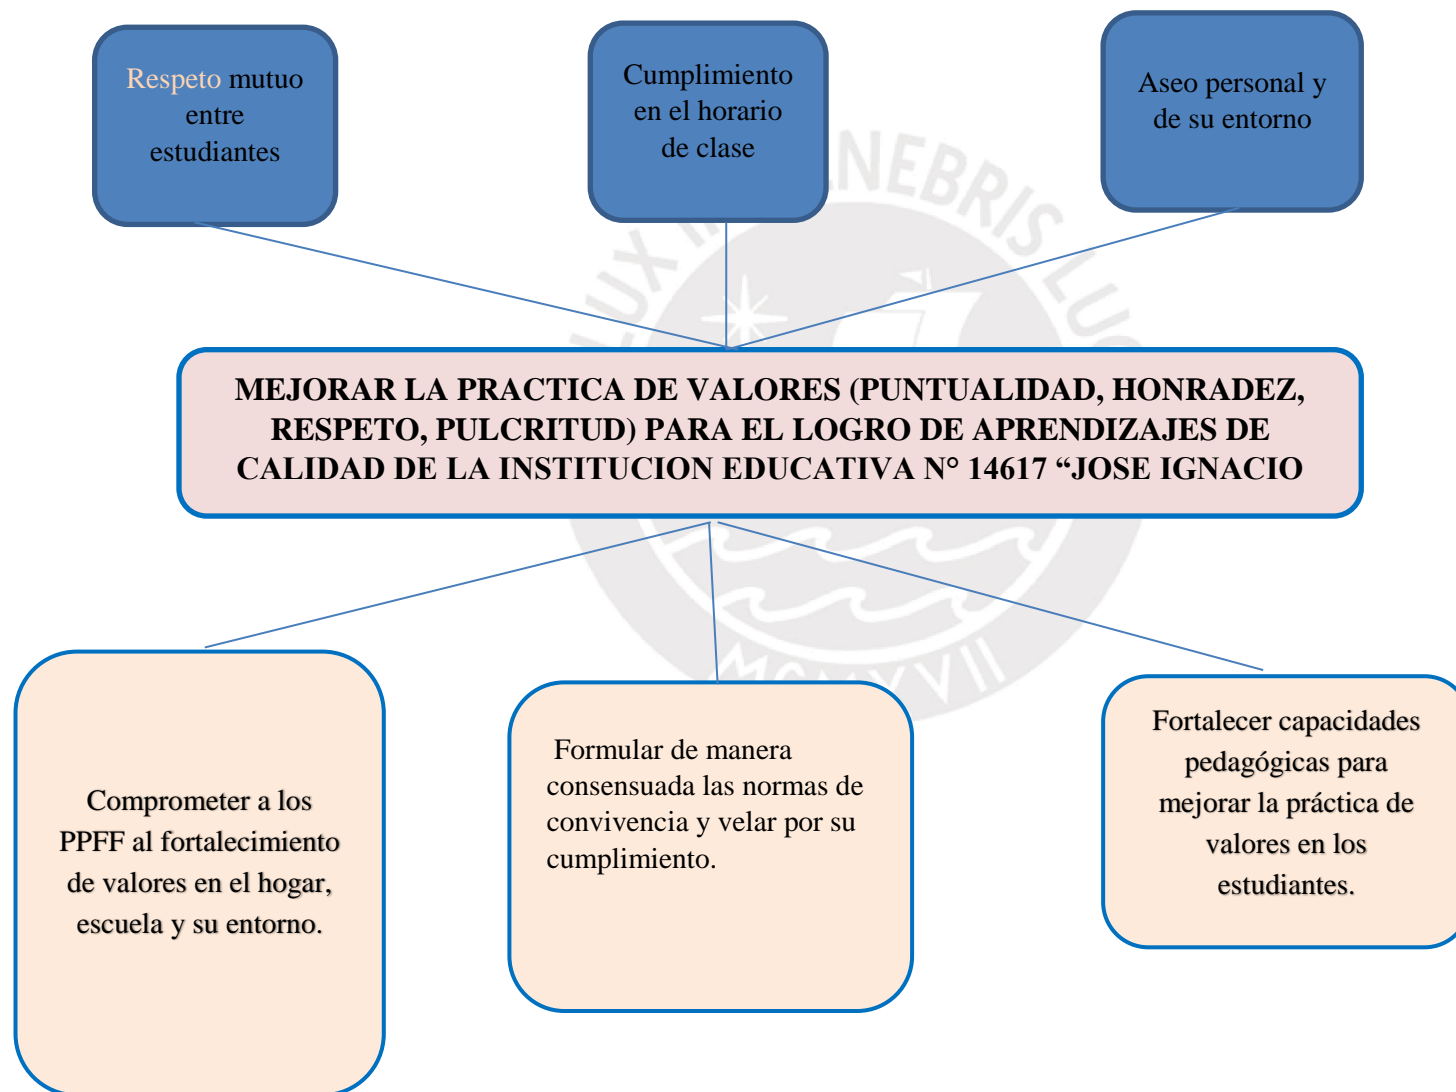 Respeto mutuo
entre
estudiantes
Cumplimiento
en el horario
de clase
Aseo personal y
de su entorno
MEJORAR LA PRACTICA DE VALORES (PUNTUALIDAD, HONRADEZ,
RESPETO, PULCRITUD) PARA EL LOGRO DE APRENDIZAJES DE
CALIDAD DE LA INSTITUCION EDUCATIVA N° 14617 “JOSE IGNACIO
Comprometer a los
PPFF al fortalecimiento
de valores en el hogar,
escuela y su entorno.
Formular de manera
consensuada las normas de
convivencia y velar por su
cumplimiento.
Fortalecer capacidades
pedagógicas para
mejorar la práctica de
valores en los
estudiantes.
LUX
MCMXVII